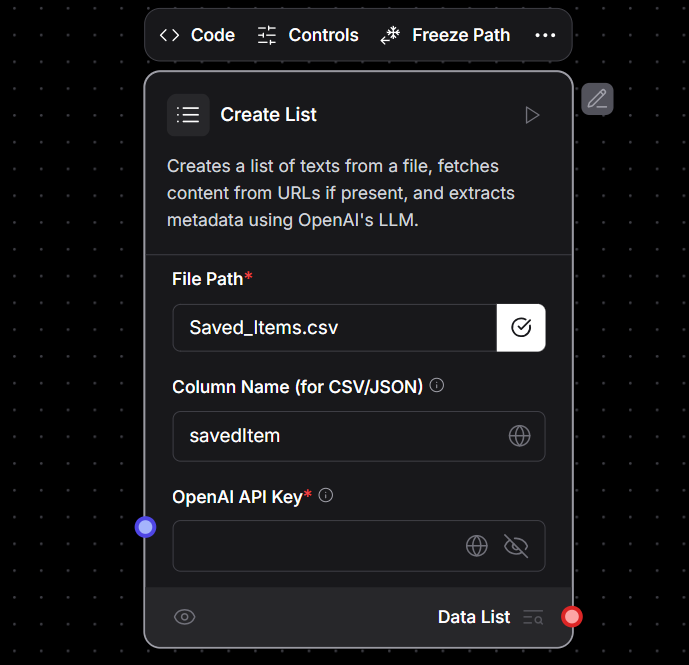 Code Controls Freeze Path
Create List
Creates a list of texts from a file, fetches
content from URLs if present, and extracts
metadata using OpenAI's LLM.
File Path*
Saved_Items.csv
Column Name (for CSV/JSON)
savedItem
OpenAI API Key*
Data List